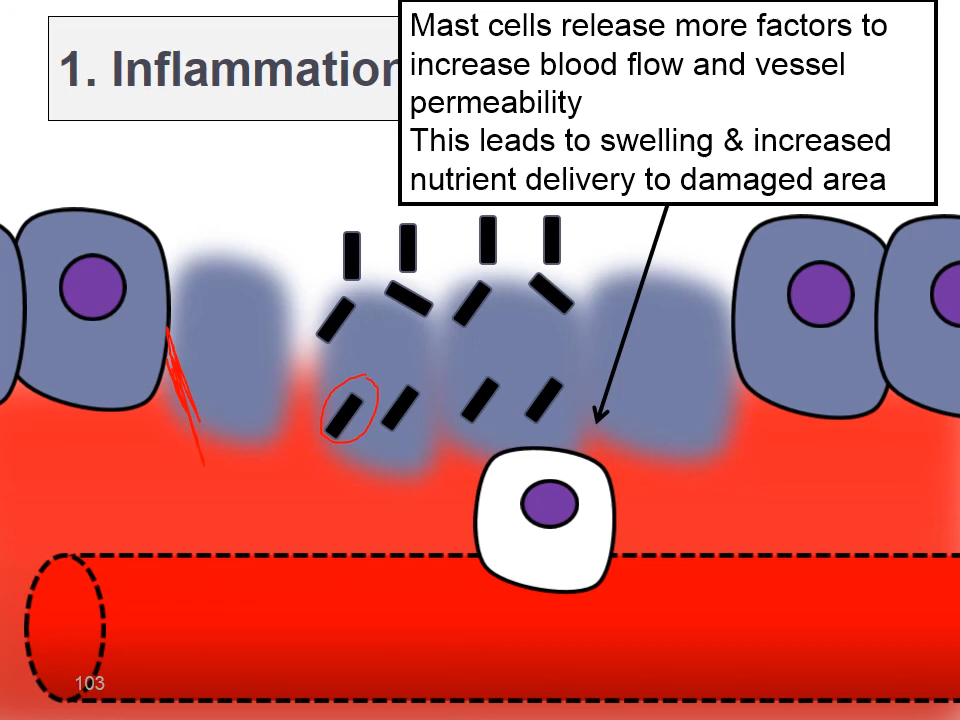 1. Inflammation
Mast cells release more factors to
increase blood flow and vessel
permeability
This leads to swelling & increased
nutrient delivery to damaged area
103